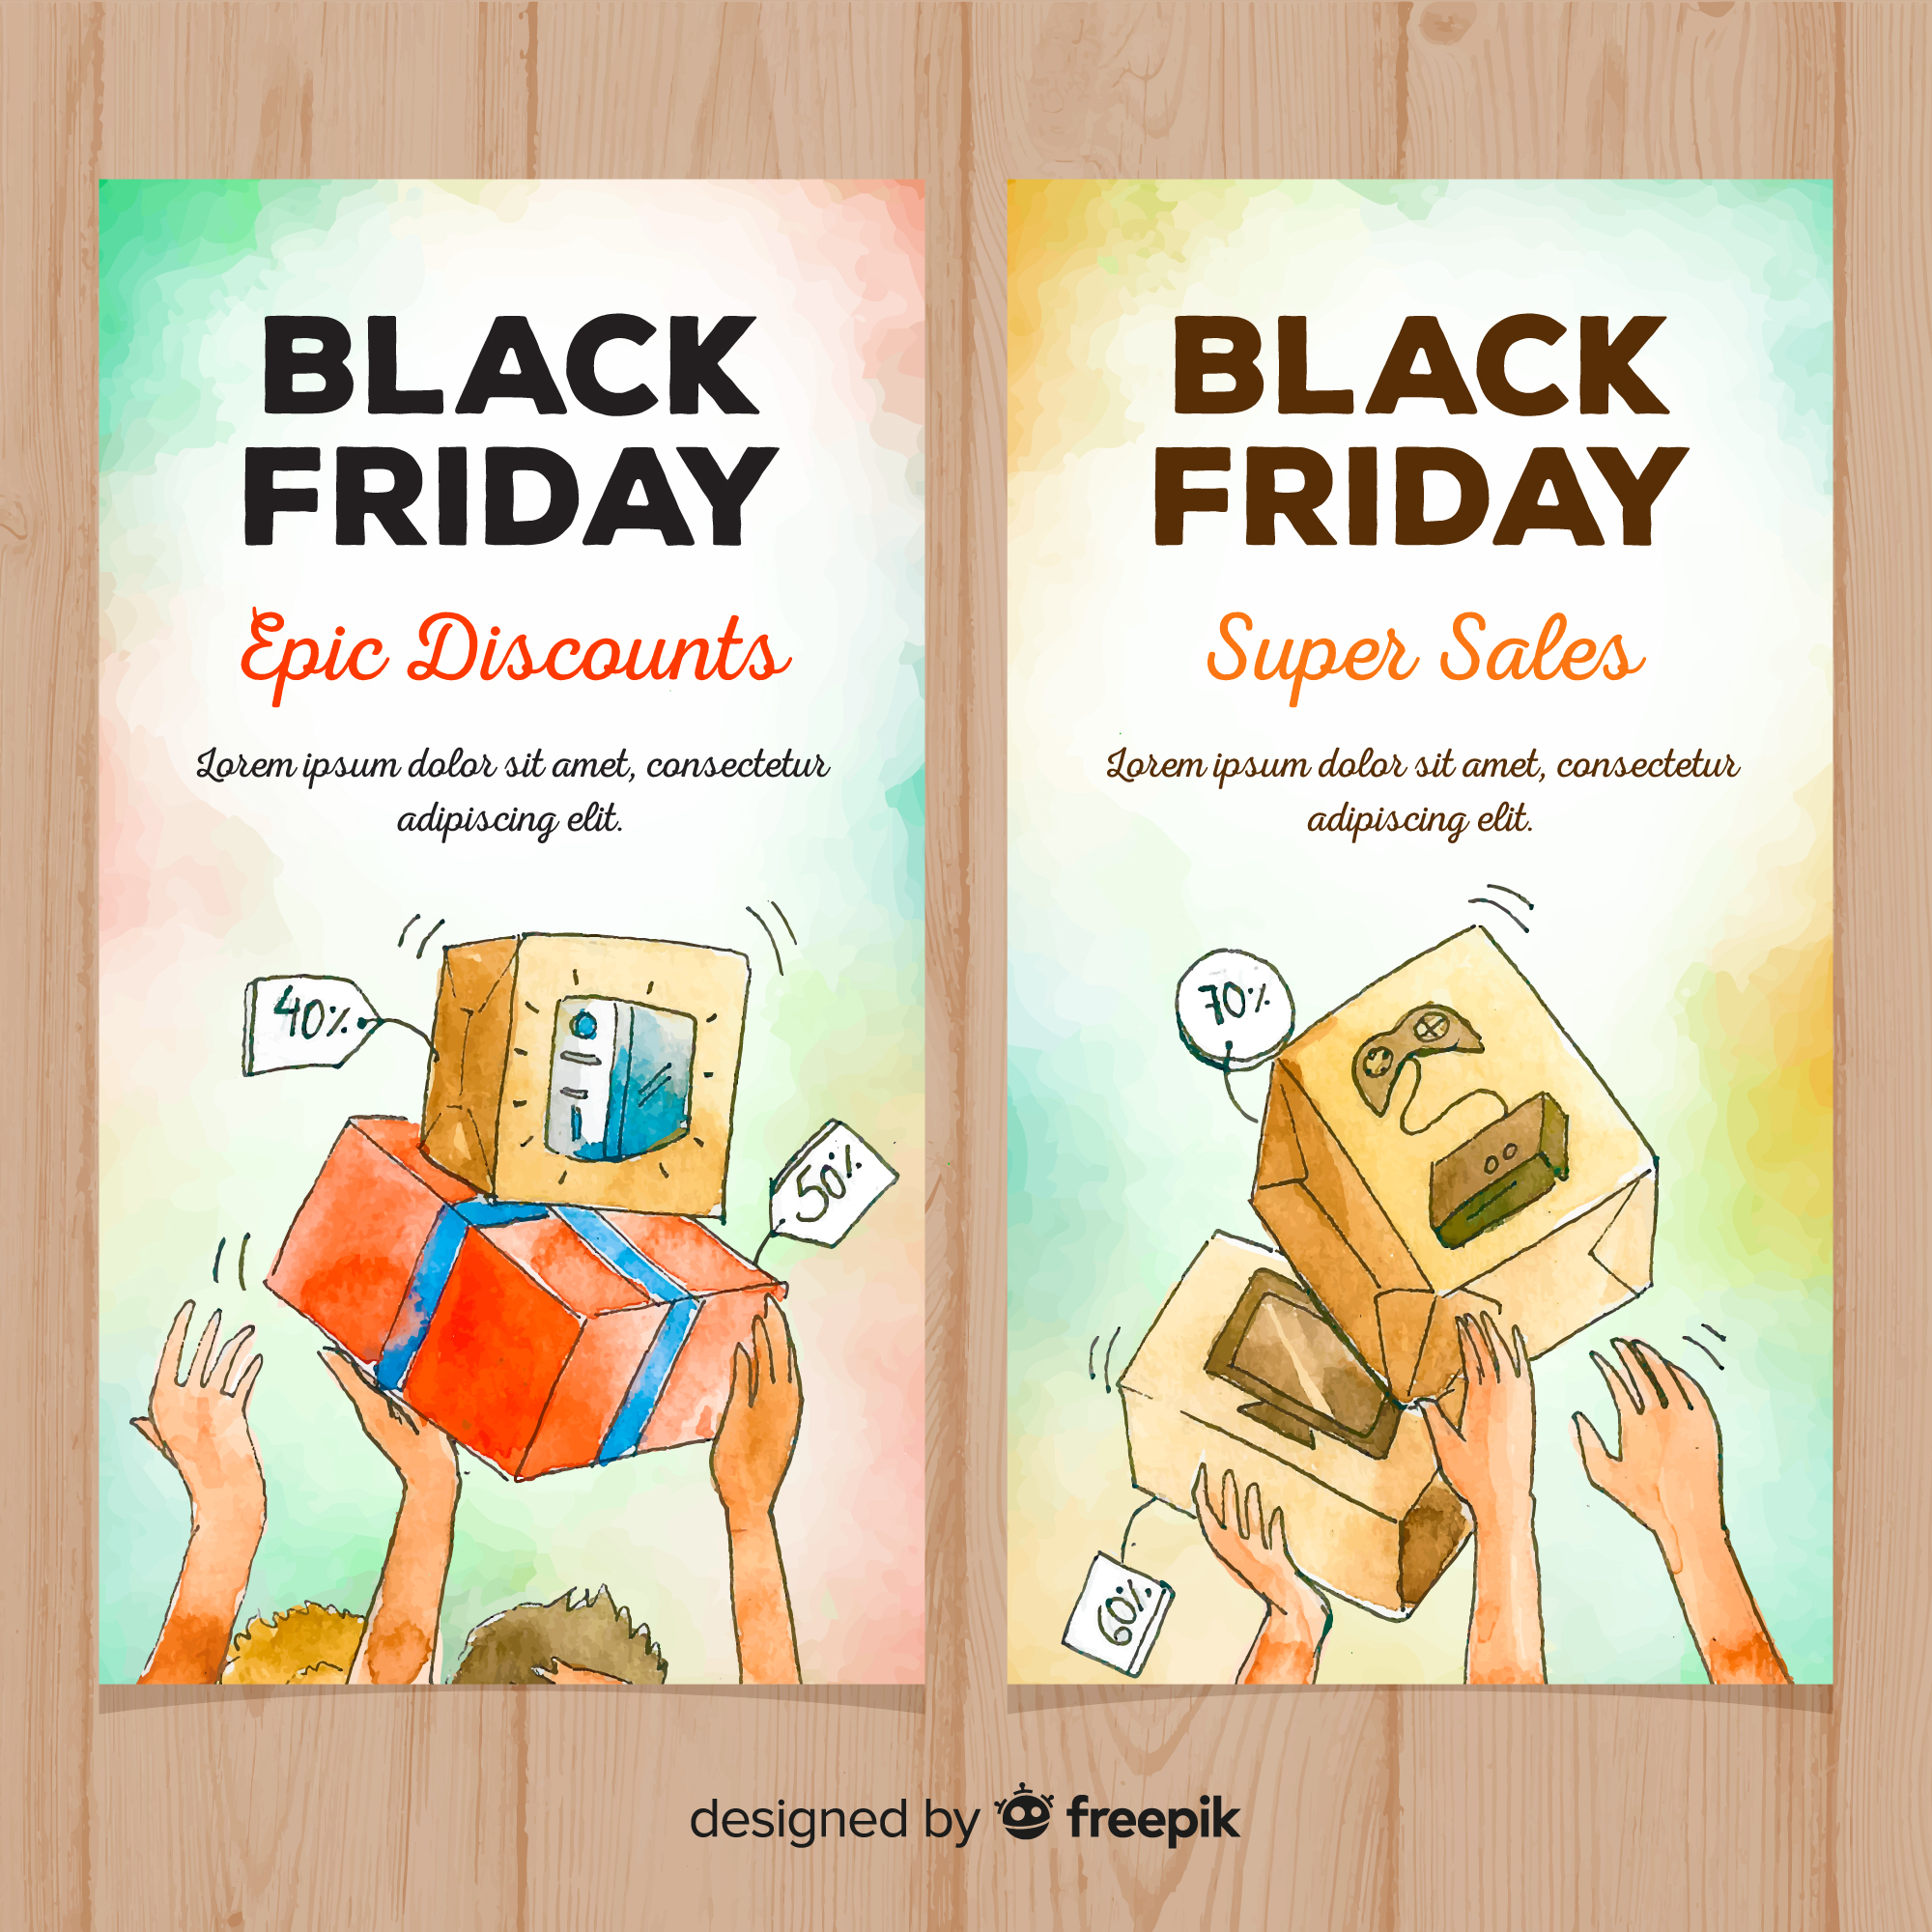 BLACK
FRIDAY
Epic Discounts
Lorem ipsum dolor sit amet, consectetur
adipiscing elit.
40%
50%
BLACK
FRIDAY
Super Sales
Lorem ipsum dolor sit amet, consectetur
adipiscing elit.
70%
60%
designed by freepik